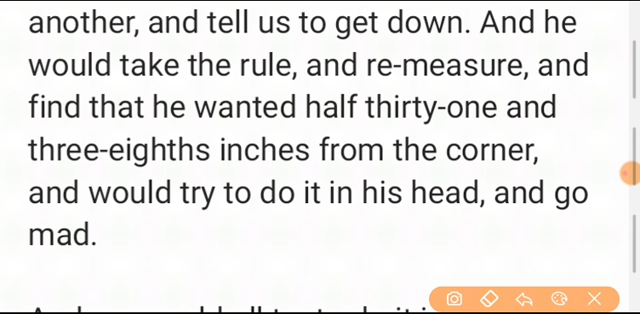 another, and tell us to get down. And he
would take the rule, and re-measure, and
find that he wanted half thirty-one and
three-eighths inches from the corner,
and would try to do it in his head, and go
mad.